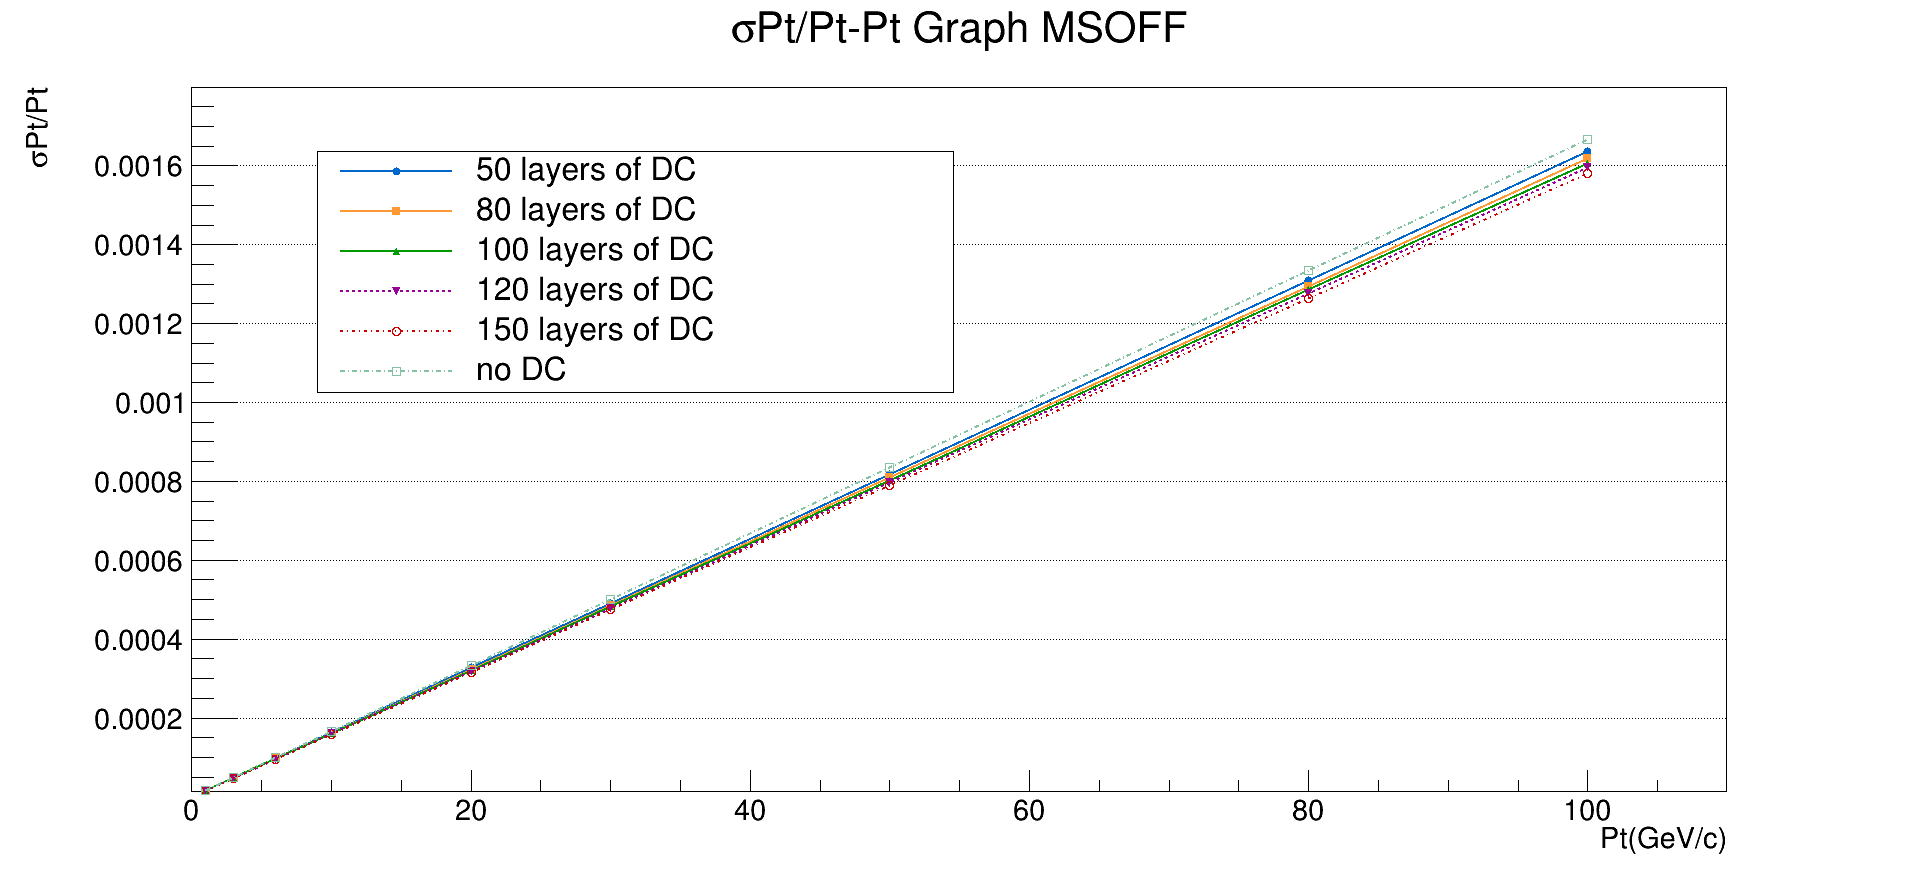 σPt/Pt-Pt Graph MSOFF
σPt/Pt
0.0016
0.0014
0.0012
0.001
0.0008
0.0006
0.0004
0.0002
50 layers of DC
80 layers of DC
100 layers of DC
120 layers of DC
150 layers of DC
no DC
0 20 40 60 80 100
Pt(GeV/c)